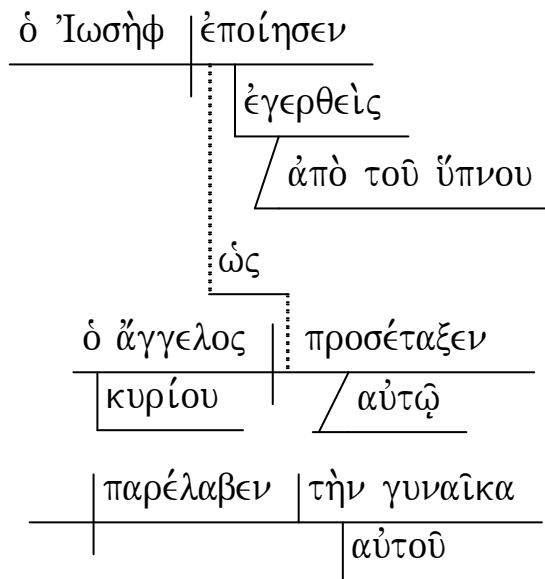 ὁ Ἰωσὴφ ἐποίησεν
ἐγερθεὶς
ἀπὸ τοῦ ὕπνου
ὡς
ὁ ἄγγελος προσέταξεν
κυρίου αὐτῷ
παρέλαβεν τὴν γυναῖκα
αὐτοῦ